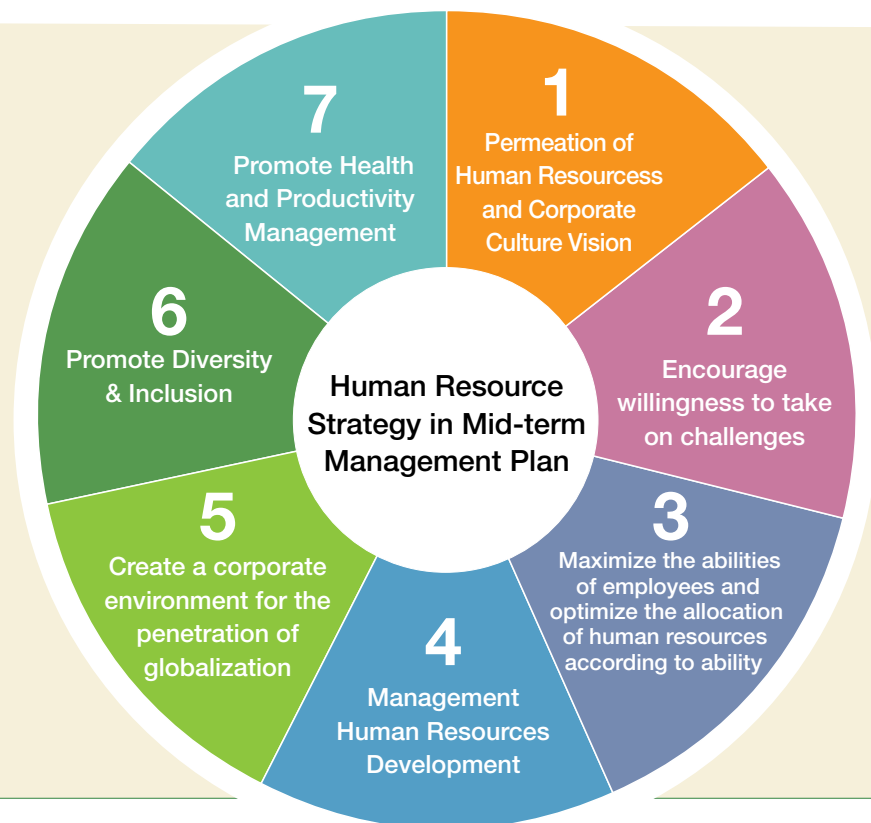 Human Resource
Strategy in Mid-term
Management Plan
1
Permeation of
Human Resourcess
and Corporate
Culture Vision
2
Encourage
willingness to take
on challenges
3
Maximize the abilities
of employees and
optimize the allocation
of human resources
according to ability
4
Management
Human Resources
Development
5
Create a corporate
environment for the
penetration of
globalization
6
Promote Diversity
& Inclusion
7
Promote Health
and Productivity
Management